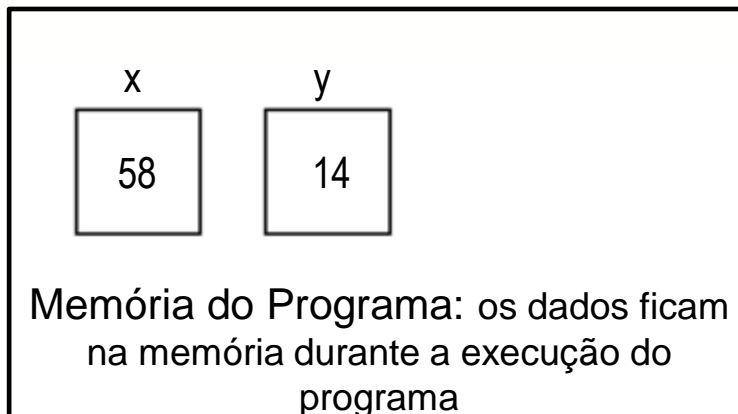 x y
58 14
Memória do Programa: os dados ficam
na memória durante a execução do
programa